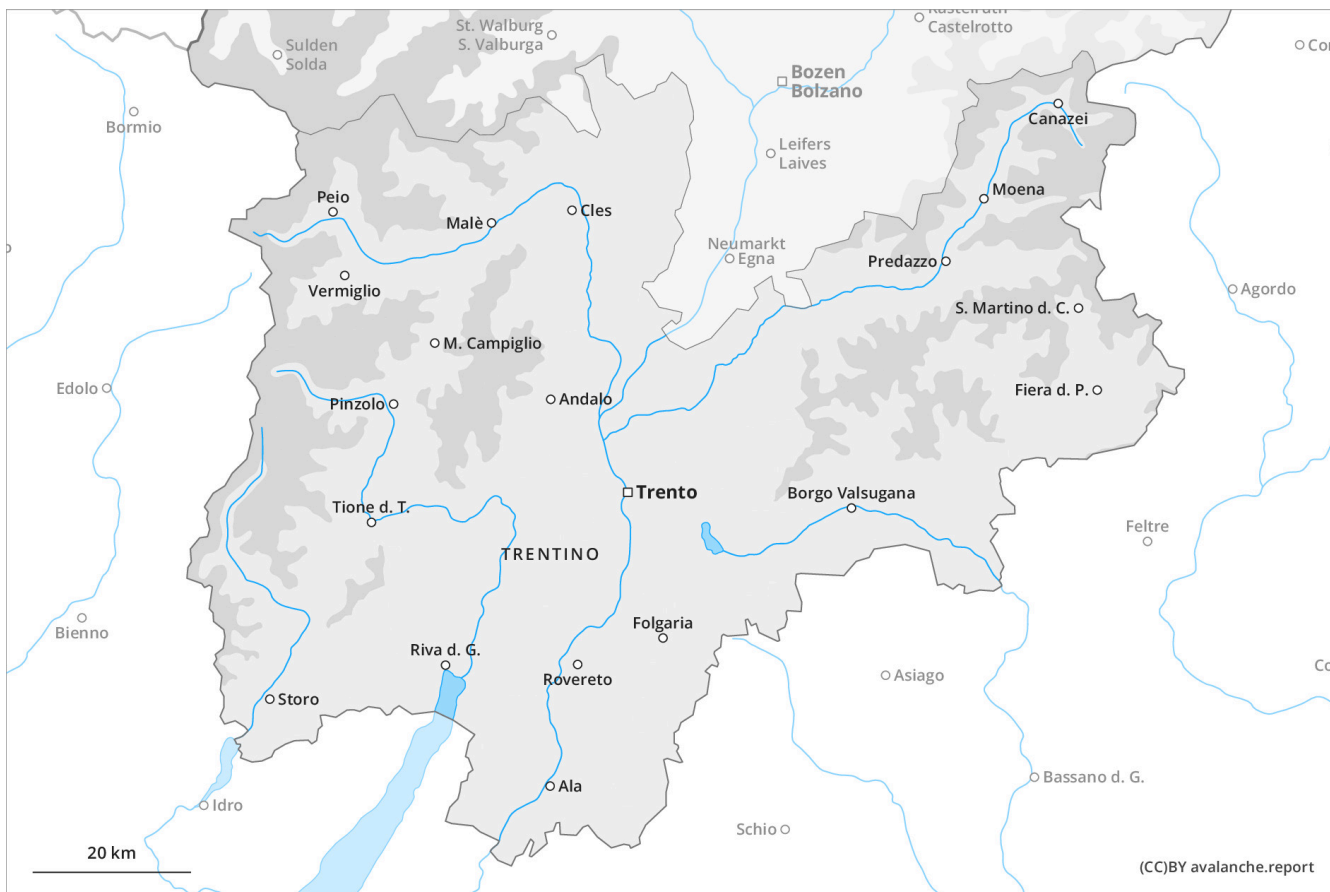 Kastelruth
Castelrotto
St. Walburg
S. Valburga
Sulden
Solda
Bozen
Bolzano
Bormio
Canazei
Leifers
Laives
Peio
Malè
Cles
Moena
Neumarkt
Egna
Predazzo
Vermiglio
Agordo
S. Martino d. C.
M. Campiglio
Edolo
Pinzolo
Andalo
Fiera d. P.
Trento
Borgo Valsugana
Tione d. T.
Feltre
TRENTINO
Bienno
Folgaria
Riva d. G.
Rovereto
Asiago
Storo
Ala
Bassano d. G.
Idro
Schio
20 km
(CC)BY avalanche.report